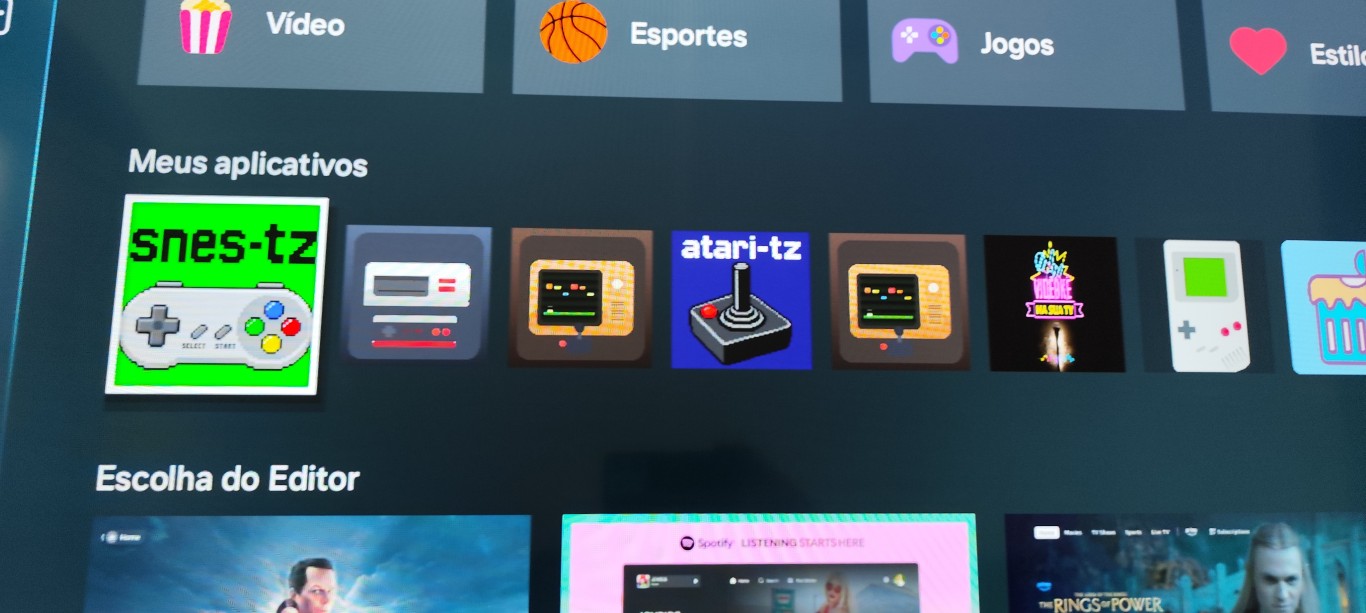 Vídeo
Esportes
Jogos
Meus aplicativos
snes-tz
SELECT START
atari-tz
VIDEOKE
NA SUA TV
Escolha do Editor
Home
Spotify LISTENING STARTS HERE
Home
Movies TV Shows Sports Live TV
Subscriptions
THE RINGS OF POWER